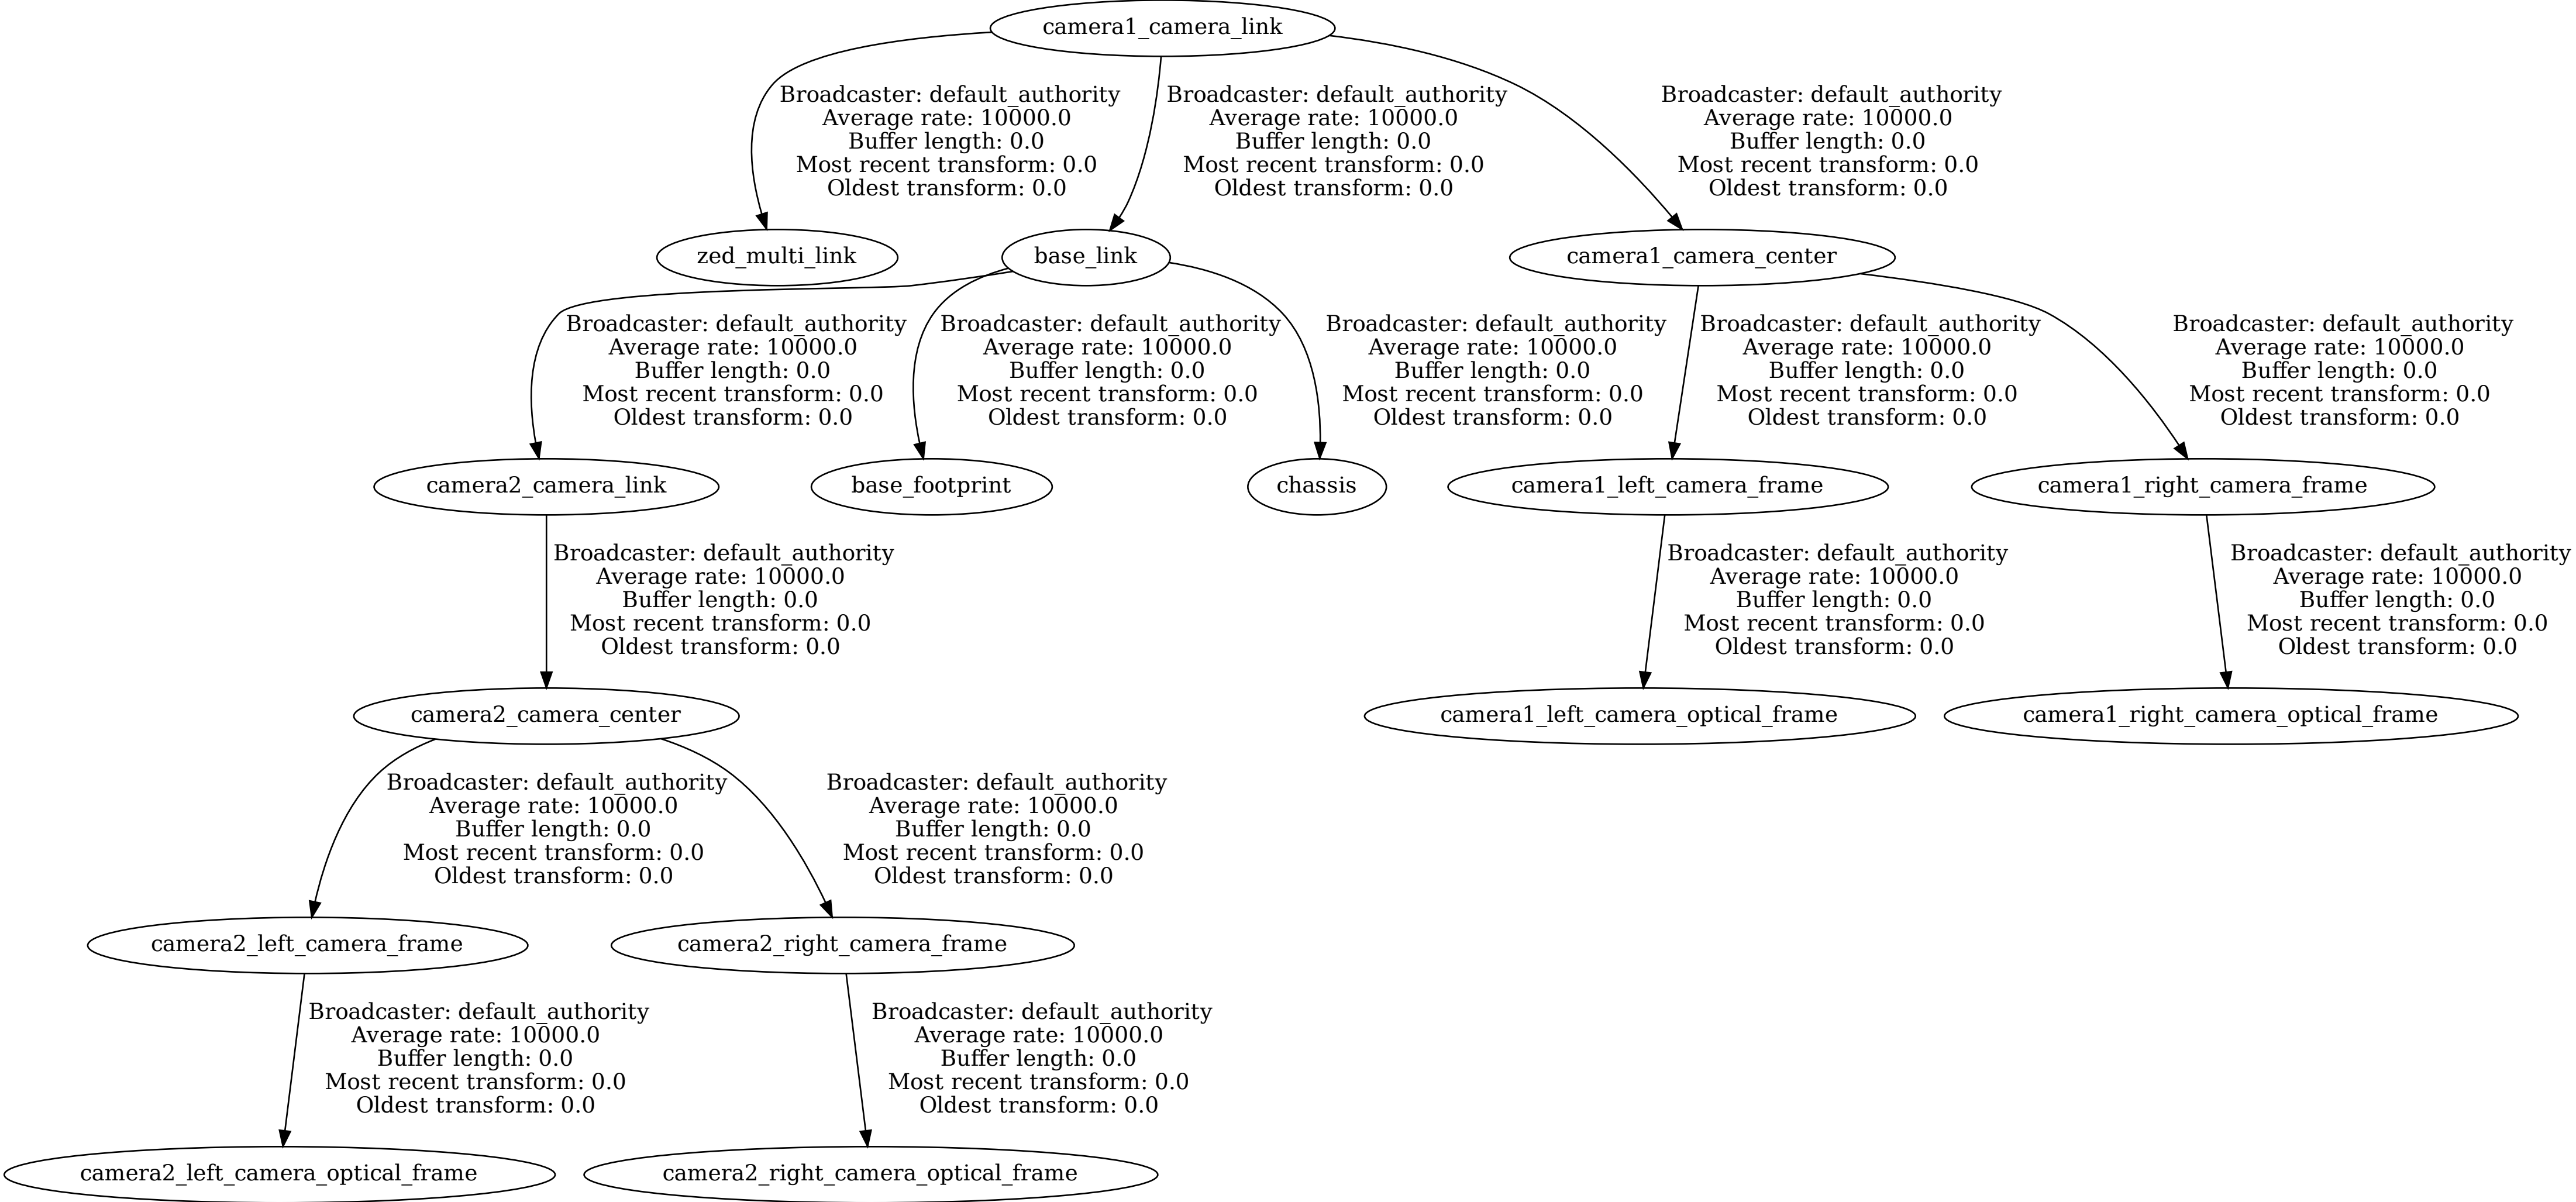 camera1_camera_link
Broadcaster: default_authority
Average rate: 10000.0
Buffer length: 0.0
Most recent transform: 0.0
Oldest transform: 0.0
Broadcaster: default_authority
Average rate: 10000.0
Buffer length: 0.0
Most recent transform: 0.0
Oldest transform: 0.0
Broadcaster: default_authority
Average rate: 10000.0
Buffer length: 0.0
Most recent transform: 0.0
Oldest transform: 0.0
zed_multi_link
base_link
camera1_camera_center
Broadcaster: default_authority
Average rate: 10000.0
Buffer length: 0.0
Most recent transform: 0.0
Oldest transform: 0.0
Broadcaster: default_authority
Average rate: 10000.0
Buffer length: 0.0
Most recent transform: 0.0
Oldest transform: 0.0
Broadcaster: default_authority
Average rate: 10000.0
Buffer length: 0.0
Most recent transform: 0.0
Oldest transform: 0.0
Broadcaster: default_authority
Average rate: 10000.0
Buffer length: 0.0
Most recent transform: 0.0
Oldest transform: 0.0
Broadcaster: default_authority
Average rate: 10000.0
Buffer length: 0.0
Most recent transform: 0.0
Oldest transform: 0.0
camera2_camera_link
base_footprint
chassis
camera1_left_camera_frame
camera1_right_camera_frame
Broadcaster: default_authority
Average rate: 10000.0
Buffer length: 0.0
Most recent transform: 0.0
Oldest transform: 0.0
Broadcaster: default_authority
Average rate: 10000.0
Buffer length: 0.0
Most recent transform: 0.0
Oldest transform: 0.0
Broadcaster: default_authority
Average rate: 10000.0
Buffer length: 0.0
Most recent transform: 0.0
Oldest transform: 0.0
camera2_camera_center
camera1_left_camera_optical_frame
camera1_right_camera_optical_frame
Broadcaster: default_authority
Average rate: 10000.0
Buffer length: 0.0
Most recent transform: 0.0
Oldest transform: 0.0
Broadcaster: default_authority
Average rate: 10000.0
Buffer length: 0.0
Most recent transform: 0.0
Oldest transform: 0.0
camera2_left_camera_frame
camera2_right_camera_frame
Broadcaster: default_authority
Average rate: 10000.0
Buffer length: 0.0
Most recent transform: 0.0
Oldest transform: 0.0
Broadcaster: default_authority
Average rate: 10000.0
Buffer length: 0.0
Most recent transform: 0.0
Oldest transform: 0.0
camera2_left_camera_optical_frame
camera2_right_camera_optical_frame